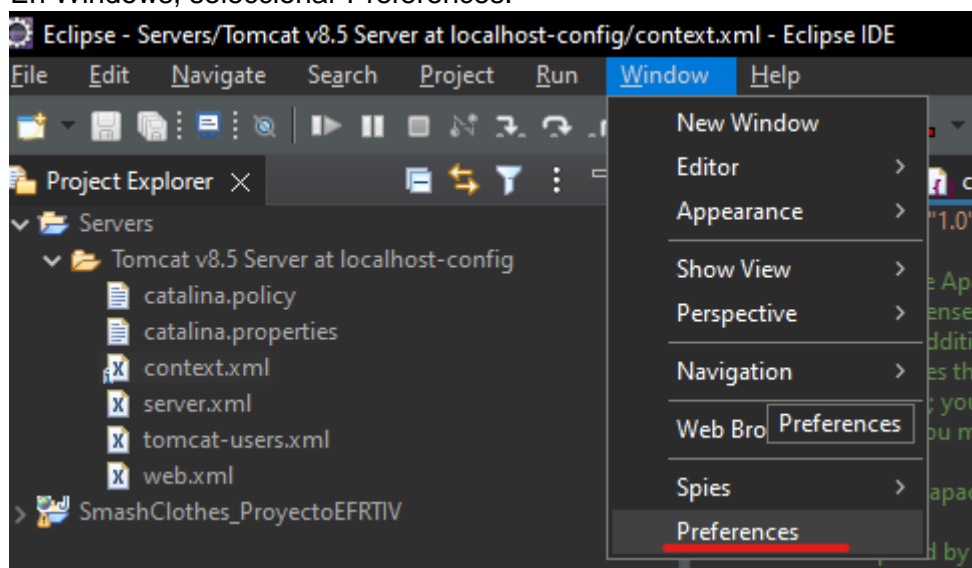 En Windows, seleccionar Preferences.
Eclipse - Servers/Tomcat v8.5 Server at localhost-config/context.xml - Eclipse IDE
File Edit Navigate Search Project Run Window Help
New Window
Project Explorer
Editor
Servers
Appearance
"1.0"
Tomcat v8.5 Server at localhost-config
Show View
catalina.policy
Perspective
catalina.properties
context.xml
Navigation
server.xml
Web Bro Preferences
tomcat-users.xml
web.xml
Spies
SmashClothes_ProyectoEFRTIV
Preferences
d by